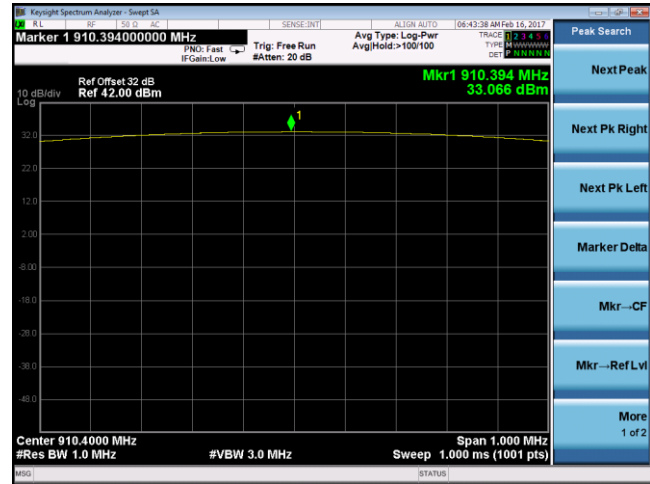 Keysight Spectrum Analyzer - Swept SA
RL RF 50 Ω AC SENSE:INT ALIGN AUTO 06:43:38 AM Feb 16, 2017
Marker 1 910.394000000 MHz
PNO: Fast
IFGain:Low
Trig: Free Run
#Atten: 20 dB
Avg Type: Log-Pwr
Avg|Hold:>100/100
TRACE 1 2 3 4 5 6
TYPE M W W W W W
DET P N N N N N
Peak Search
Mkr1 910.394 MHz
33.066 dBm
Ref Offset 32 dB
10 dB/div Ref 42.00 dBm
Log
1
32.0
22.0
12.0
2.00
-8.00
-18.0
-28.0
-38.0
-48.0
Center 910.4000 MHz Span 1.000 MHz
#Res BW 1.0 MHz #VBW 3.0 MHz Sweep 1.000 ms (1001 pts)
MSG STATUS
Next Peak
Next Pk Right
Next Pk Left
Marker Delta
Mkr→CF
Mkr→Ref Lvl
More
1 of 2